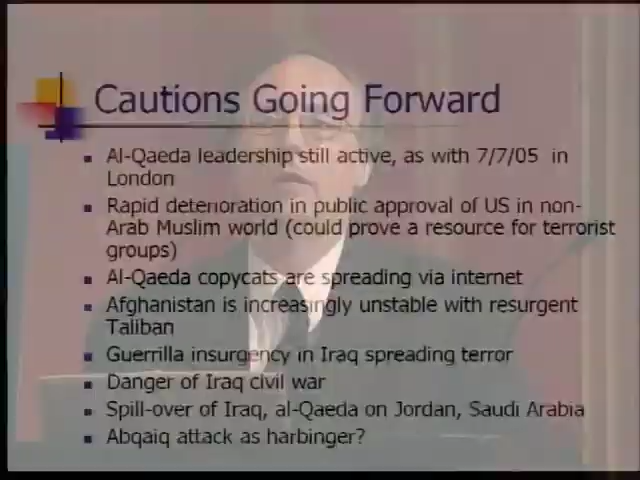 Cautions Going Forward
Al-Qaeda leadership still active, as with 7/7/05 in
London
Rapid deterioration in public approval of US in non-
Arab Muslim world (could prove a resource for terrorist
groups)
Al-Qaeda copycats are spreading via internet
Afghanistan is increasingly unstable with resurgent
Taliban
Guerrilla insurgency in Iraq spreading terror
Danger of Iraq civil war
Spill-over of Iraq, al-Qaeda on Jordan, Saudi Arabia
Abqaiq attack as harbinger?